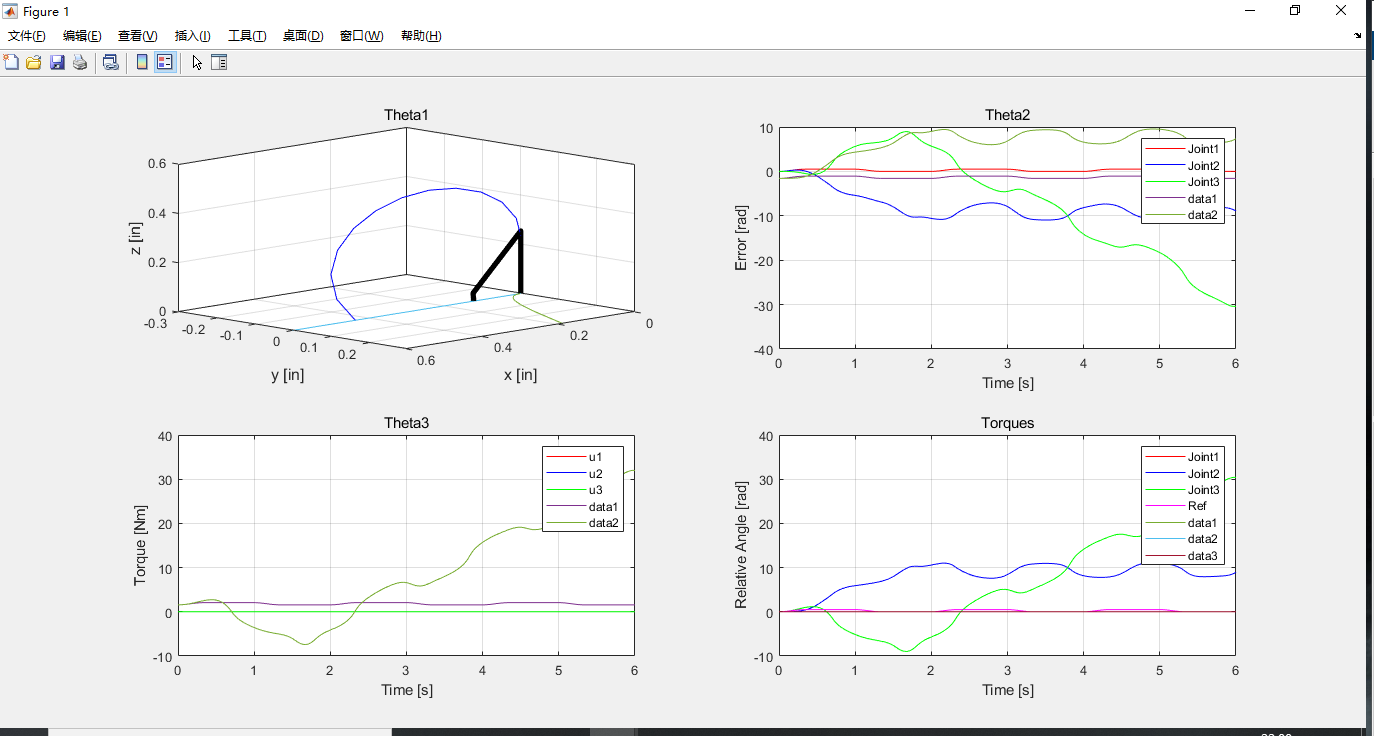 Figure 1
文件(F) 编辑(E) 查看(V) 插入(I) 工具(T) 桌面(D) 窗口(W) 帮助(H)
Theta1
0.6
0.4
0.2
0
z [in]
-0.3
-0.2
-0.1
0
0.1
0.2
y [in]
0.6
0.4
0.2
0
x [in]
Theta2
10
0
-10
-20
-30
-40
Error [rad]
Joint1
Joint2
Joint3
data1
data2
0 1 2 3 4 5 6
Time [s]
Theta3
40
30
20
10
0
-10
Torque [Nm]
u1
u2
u3
data1
data2
0 1 2 3 4 5 6
Time [s]
Torques
40
30
20
10
0
-10
Relative Angle [rad]
Joint1
Joint2
Joint3
Ref
data1
data2
data3
0 1 2 3 4 5 6
Time [s]